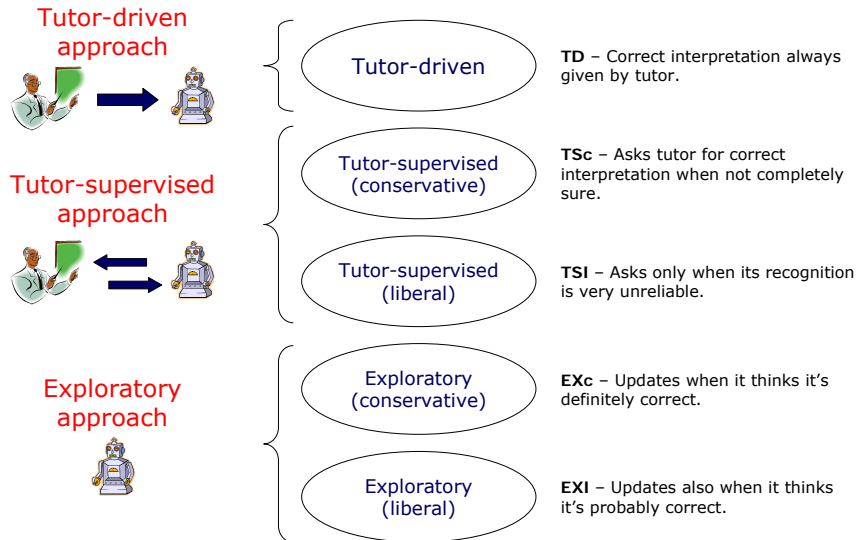 Tutor-driven
approach
Tutor-driven
TD – Correct interpretation always
given by tutor.
Tutor-supervised
approach
Tutor-supervised
(conservative)
TSc – Asks tutor for correct
interpretation when not completely
sure.
Tutor-supervised
(liberal)
TSl – Asks only when its recognition
is very unreliable.
Exploratory
approach
Exploratory
(conservative)
EXc – Updates when it thinks it's
definitely correct.
Exploratory
(liberal)
EXl – Updates also when it thinks
it's probably correct.